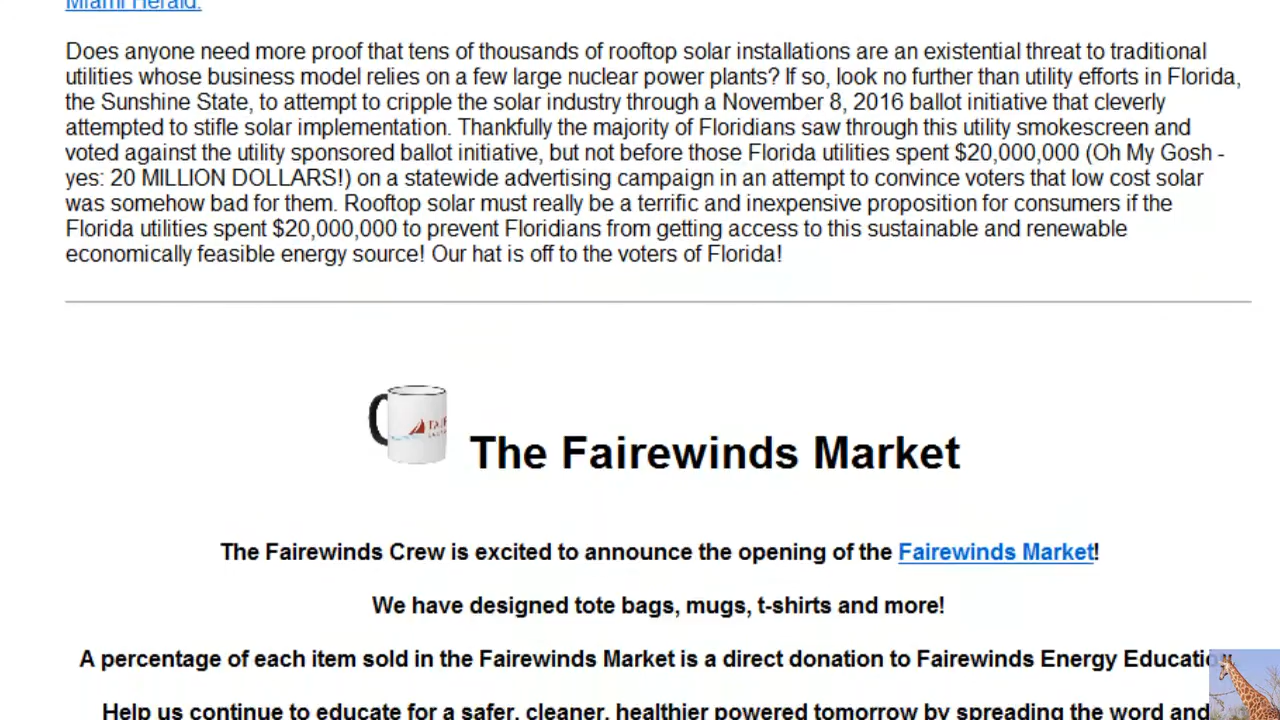 Miami Herald.
Does anyone need more proof that tens of thousands of rooftop solar installations are an existential threat to traditional
utilities whose business model relies on a few large nuclear power plants? If so, look no further than utility efforts in Florida,
the Sunshine State, to attempt to cripple the solar industry through a November 8, 2016 ballot initiative that cleverly
attempted to stifle solar implementation. Thankfully the majority of Floridians saw through this utility smokescreen and
voted against the utility sponsored ballot initiative, but not before those Florida utilities spent $20,000,000 (Oh My Gosh -
yes: 20 MILLION DOLLARS!) on a statewide advertising campaign in an attempt to convince voters that low cost solar
was somehow bad for them. Rooftop solar must really be a terrific and inexpensive proposition for consumers if the
Florida utilities spent $20,000,000 to prevent Floridians from getting access to this sustainable and renewable
economically feasible energy source! Our hat is off to the voters of Florida!
The Fairewinds Market
The Fairewinds Crew is excited to announce the opening of the Fairewinds Market!
We have designed tote bags, mugs, t-shirts and more!
A percentage of each item sold in the Fairewinds Market is a direct donation to Fairewinds Energy
Help us continue to educate for a safer, cleaner, healthier powered tomorrow by spreading the word and